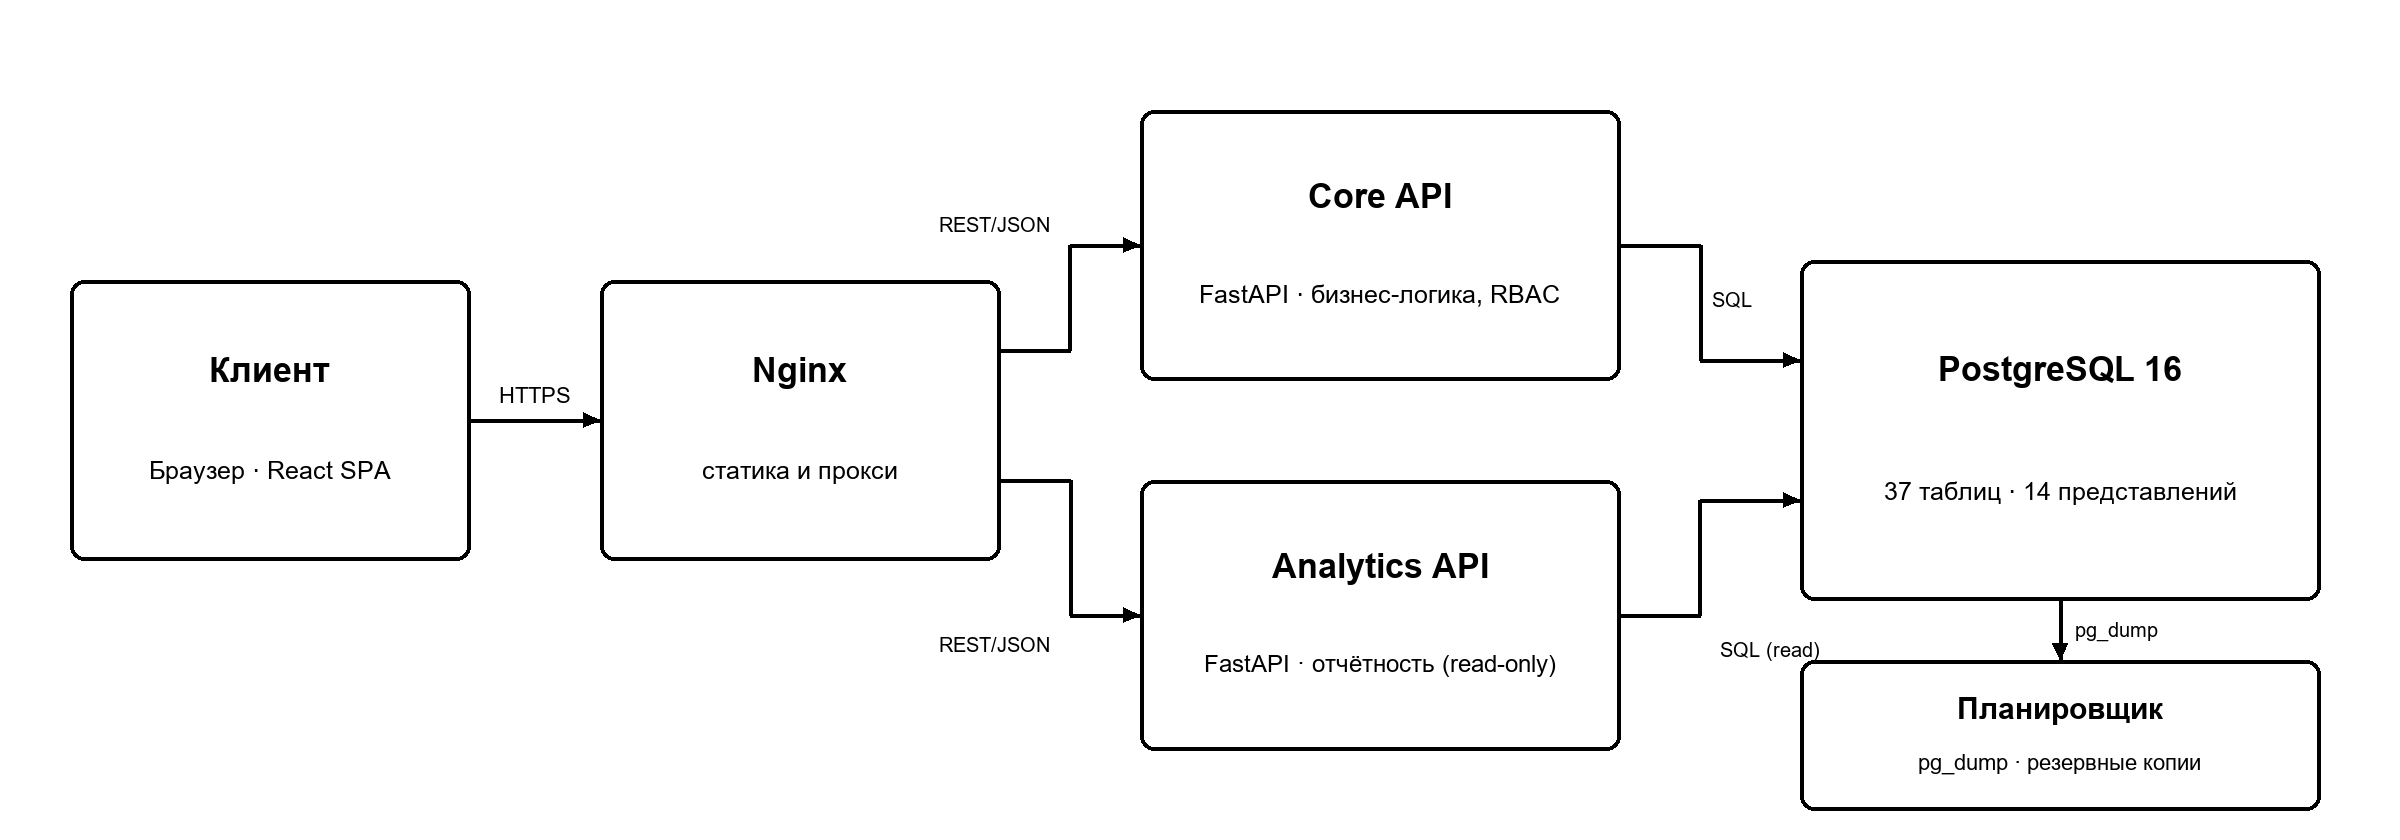 Клиент
Браузер · React SPA
HTTPS
Nginx
статика и прокси
REST/JSON
Core API
FastAPI · бизнес-логика, RBAC
REST/JSON
Analytics API
FastAPI · отчётность (read-only)
SQL
SQL (read)
PostgreSQL 16
37 таблиц · 14 представлений
pg_dump
Планировщик
pg_dump · резервные копии